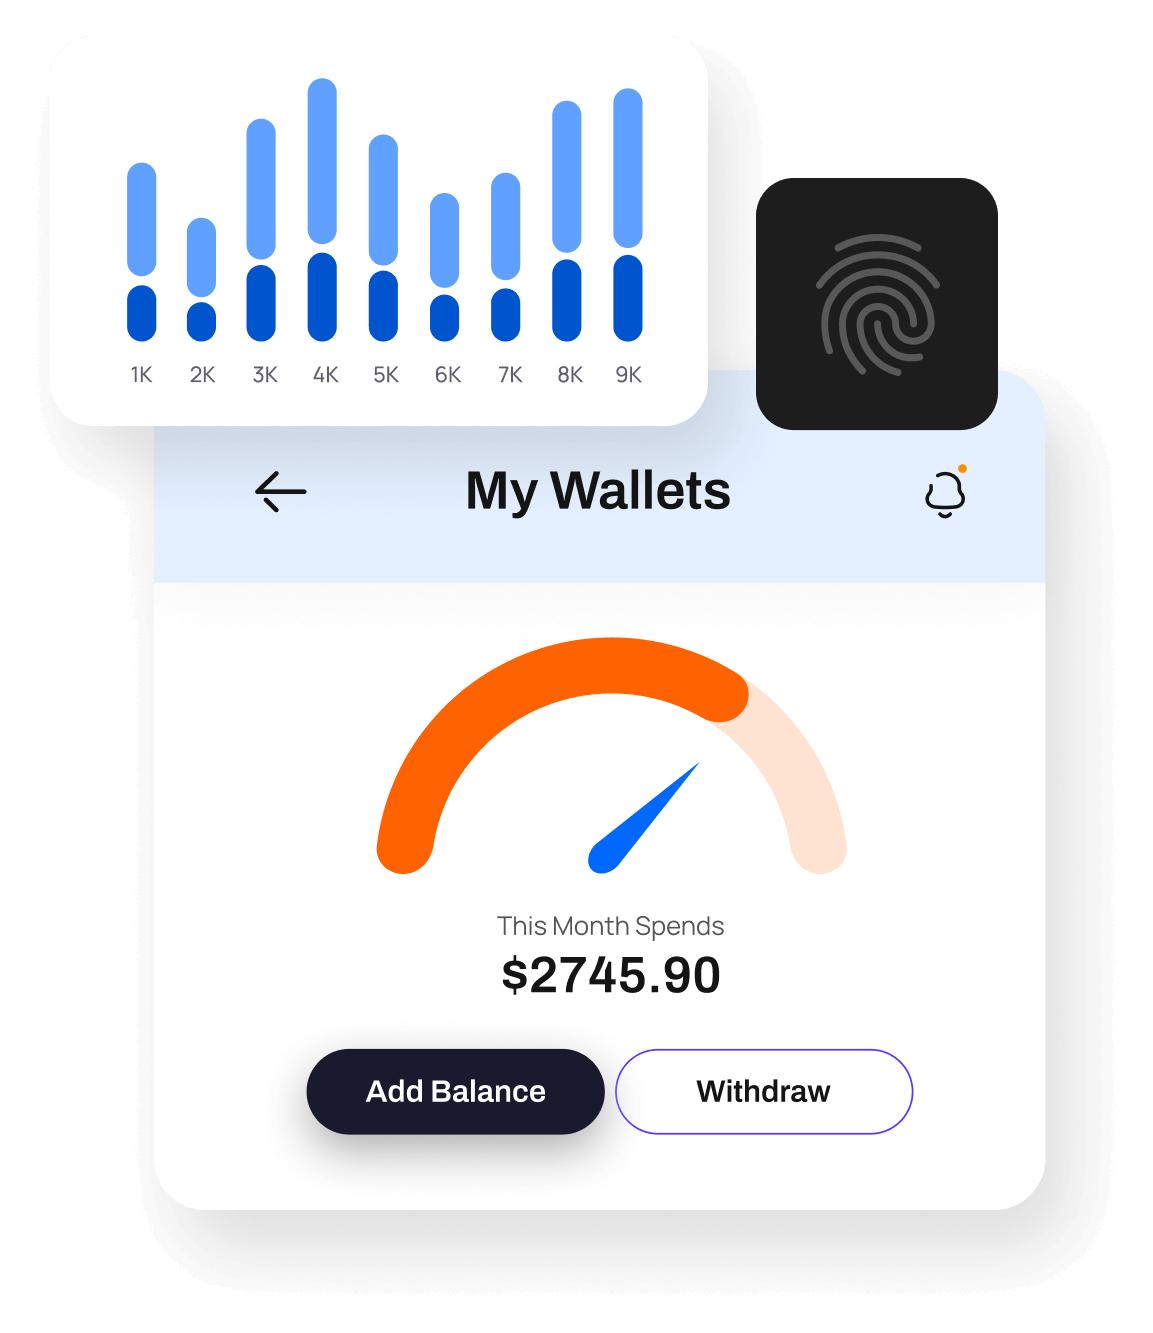 1K 2K 3K 4K 5K 6K 7K 8K 9K
My Wallets
This Month Spends
$2745.90
Add Balance
Withdraw